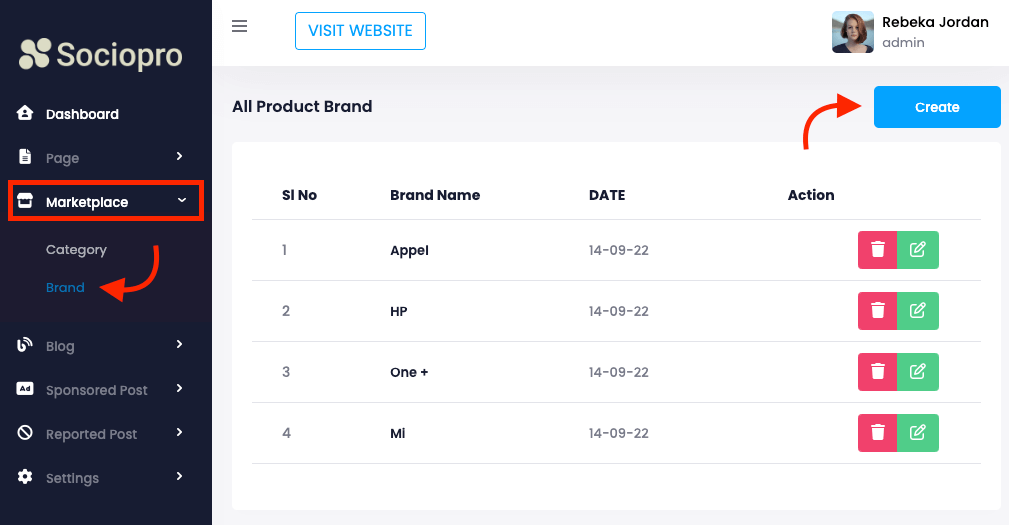 Sociopro
VISIT WEBSITE
Rebeka Jordan
admin
Dashboard
Page
Marketplace
Category
Brand
Blog
Ad Sponsored Post
Reported Post
Settings
All Product Brand
Create
Sl No Brand Name DATE Action
1 Appel 14-09-22
2 HP 14-09-22
3 One + 14-09-22
4 Mi 14-09-22